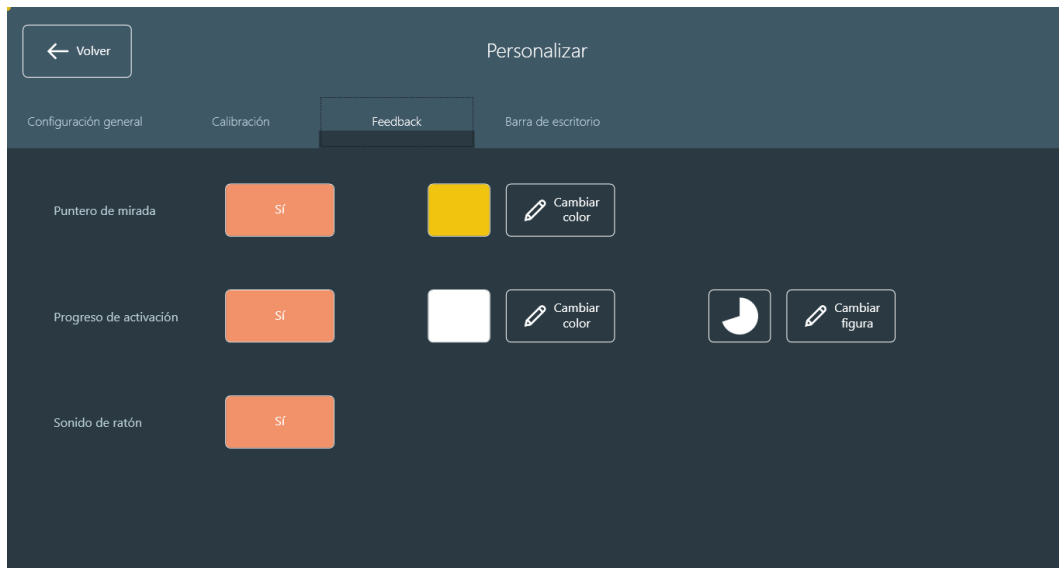 Volver
Personalizar
Configuración general
Calibración
Feedback
Barra de escritorio
Puntero de mirada
Sí
Cambiar
color
Progreso de activación
Sí
Cambiar
color
Cambiar
figura
Sonido de ratón
Sí